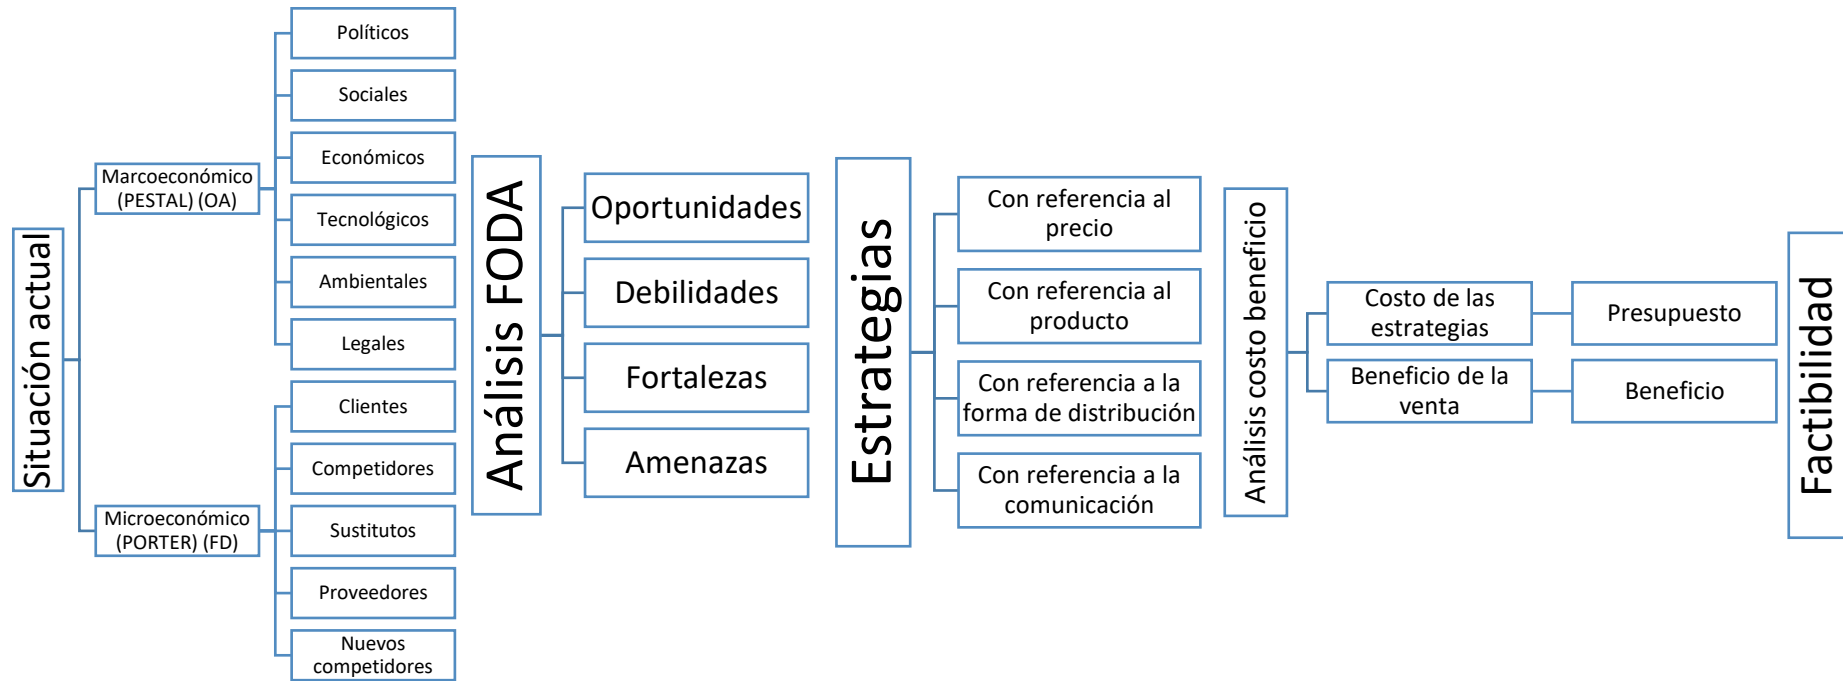 Situación actual
Marcoeconómico
(PESTAL) (OA)
Políticos
Sociales
Económicos
Tecnológicos
Ambientales
Legales
Microeconómico
(PORTER) (FD)
Clientes
Competidores
Sustitutos
Proveedores
Nuevos
competidores
Análisis FODA
Oportunidades
Debilidades
Fortalezas
Amenazas
Estrategias
Con referencia al
precio
Con referencia al
producto
Con referencia a la
forma de distribución
Con referencia a la
comunicación
Análisis costo beneficio
Costo de las
estrategias
Presupuesto
Beneficio de la
venta
Beneficio
Factibilidad